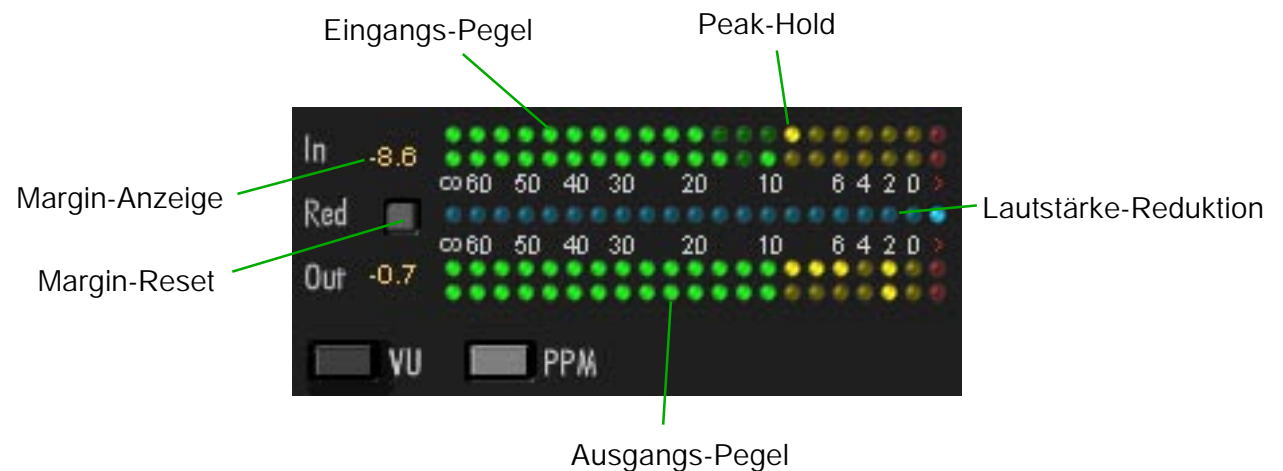 Eingangs-Pegel
Peak-Hold
In -8.6
∞ 60 50 40 30 20 10 6 4 2 0 >
Margin-Anzeige
Red
Lautstärke-Reduktion
∞ 60 50 40 30 20 10 6 4 2 0 >
Margin-Reset
Out -0.7
VU PPM
Ausgangs-Pegel